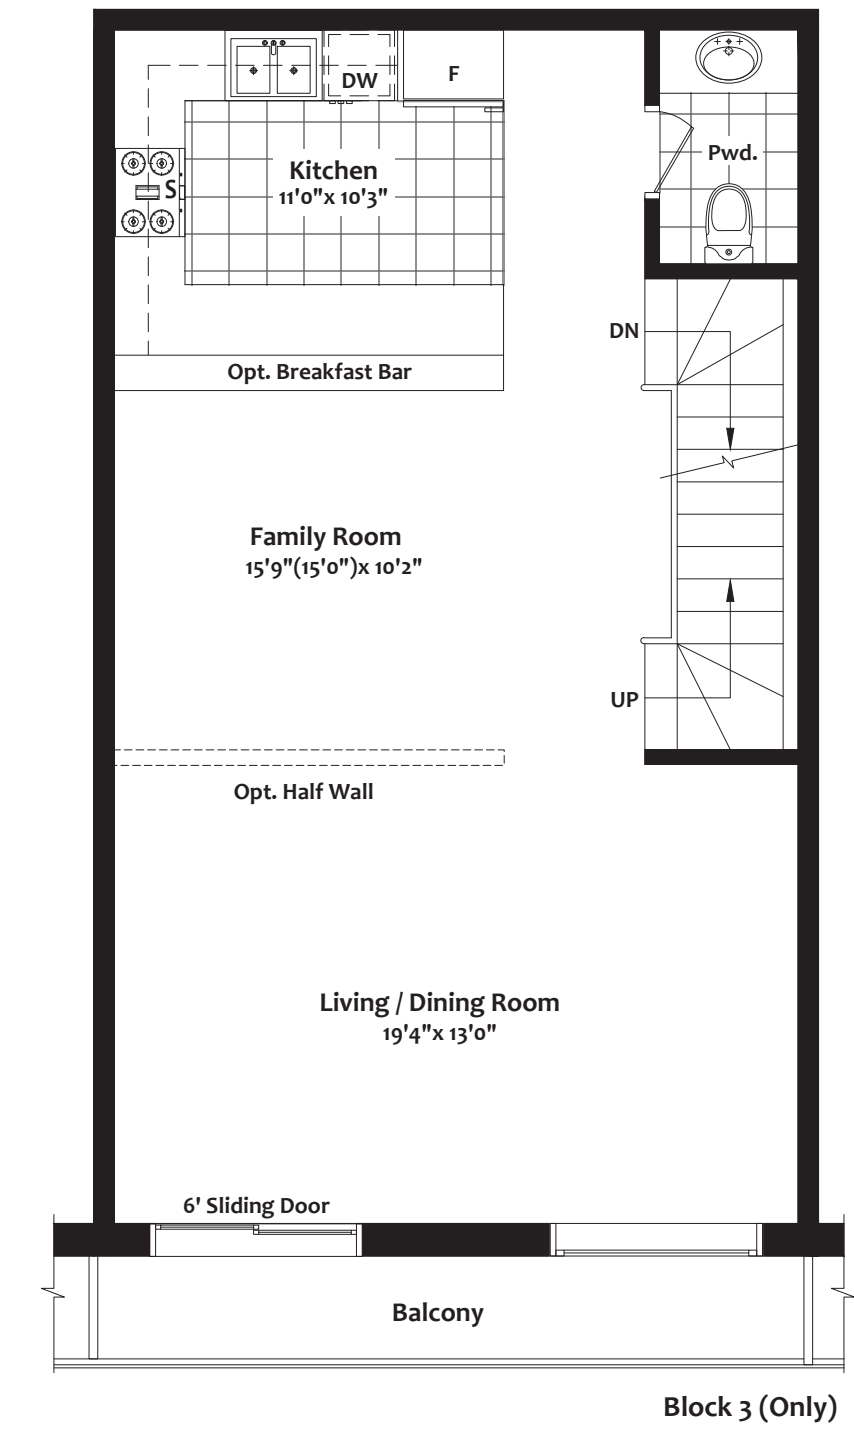 DW
F
Kitchen
11'0"x 10'3"
Pwd.
S
DN
Opt. Breakfast Bar
Family Room
15'9"(15'0")x 10'2"
UP
Opt. Half Wall
Living / Dining Room
19'4"x 13'0"
6' Sliding Door
Balcony
Block 3 (Only)